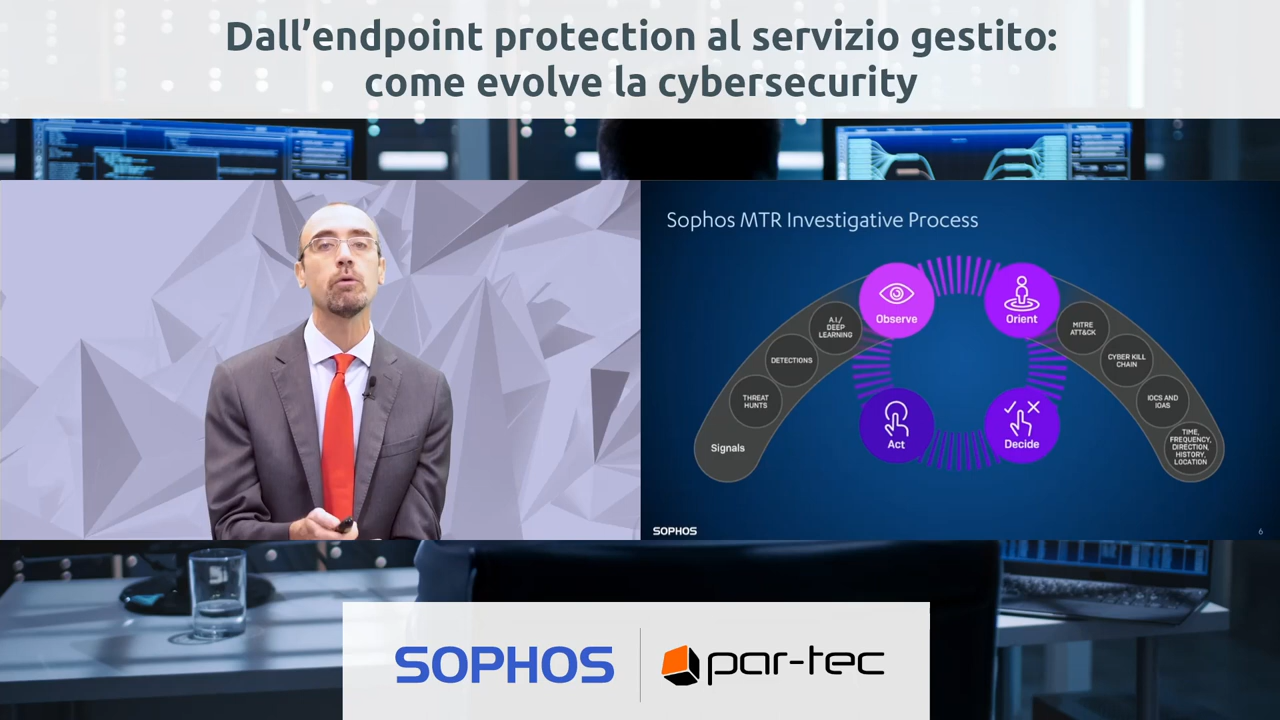 Dall’endpoint protection al servizio gestito:
come evolve la cybersecurity
Sophos MTR Investigative Process
Observe
Orient
A.I./
DEEP
LEARNING
DETECTIONS
THREAT
HUNTS
Signals
MITRE
ATT&CK
CYBER KILL
CHAIN
IOCS AND
IOAS
TIME,
FREQUENCY,
DIRECTION,
HISTORY,
LOCATION
Act
Decide
SOPHOS
6
SOPHOS
par-tec